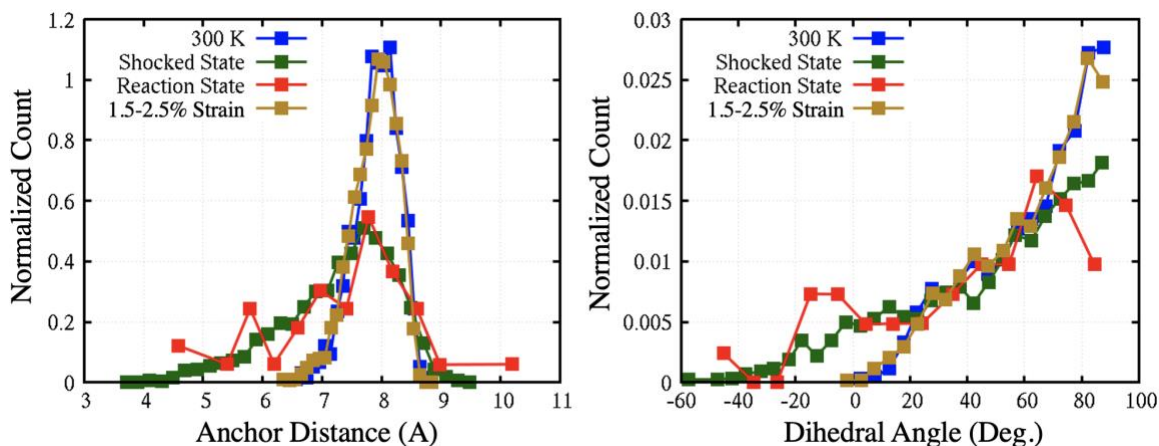 1.2
1
0.8
0.6
0.4
0.2
0
Normalized Count
300 K
Shocked State
Reaction State
1.5-2.5% Strain
3 4 5 6 7 8 9 10 11
Anchor Distance (A)
0.03
0.025
0.02
0.015
0.01
0.005
0
Normalized Count
300 K
Shocked State
Reaction State
1.5-2.5% Strain
-60 -40 -20 0 20 40 60 80 100
Dihedral Angle (Deg.)